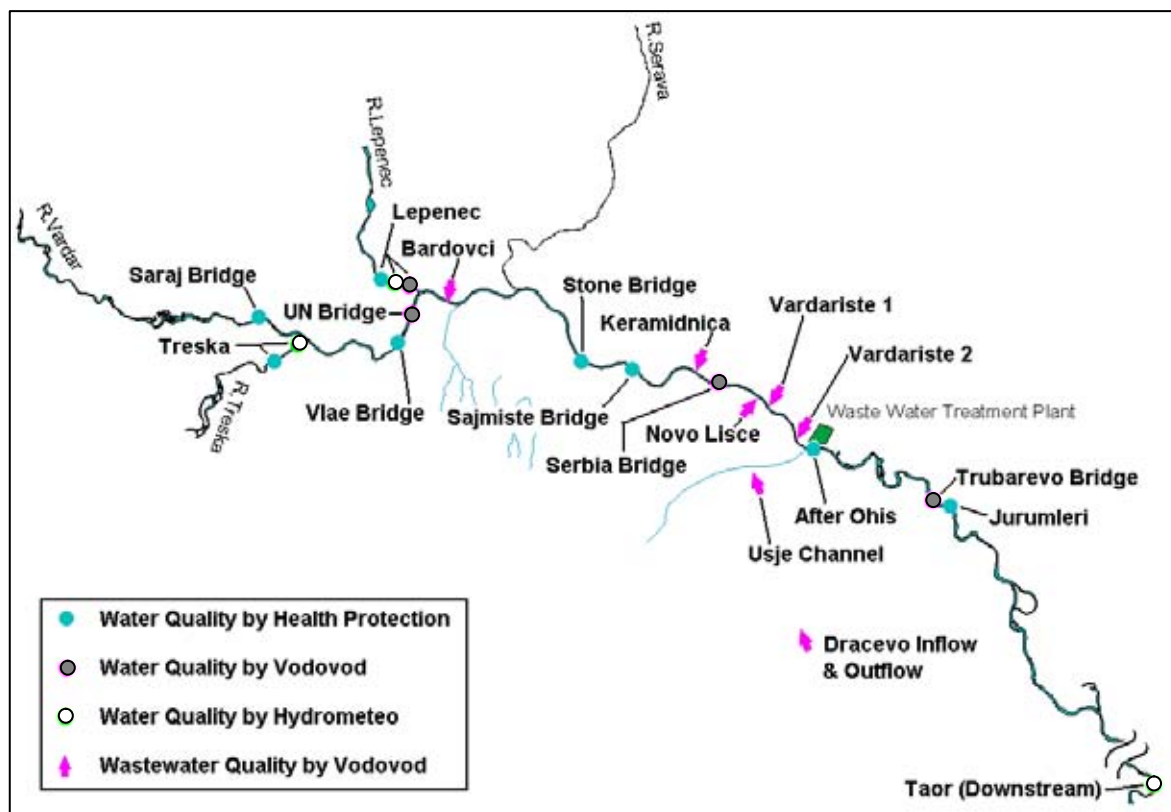 R.Serava
R.Lepenec
R.Vardar
Lepenec
Bardovci
Saraj Bridge
UN Bridge
Stone Bridge
Keramidnica
Vardariste 1
Treska
Vardariste 2
R.Treska
Vlae Bridge
Sajmiste Bridge
Waste Water Treatment Plant
Novo Lisce
Serbia Bridge
Trubarevo Bridge
After Ohis
Jurumleri
Usje Channel
Water Quality by Health Protection
Dracevo Inflow
& Outflow
Water Quality by Vodovod
Water Quality by Hydrometeo
Wastewater Quality by Vodovod
Taor (Downstream)